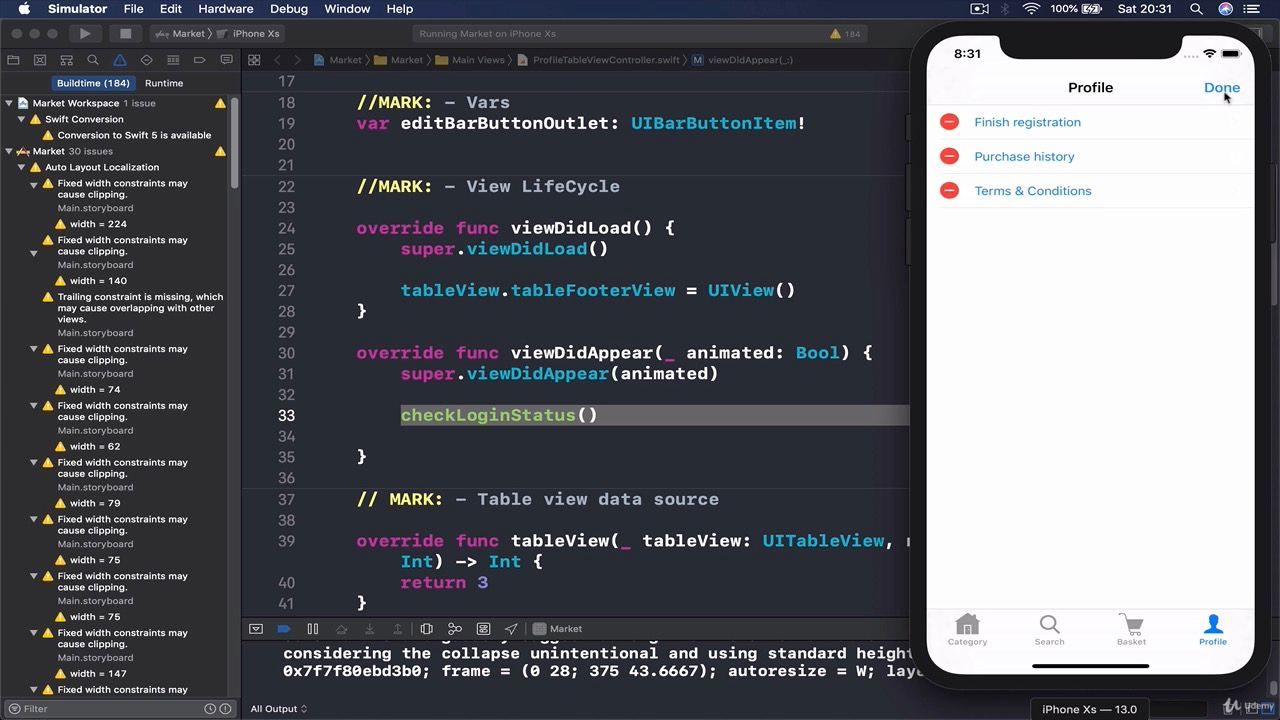 Simulator File Edit Hardware Debug Window Help 100% Sat 20:31
Market iPhone Xs Running Market on iPhone Xs 184
Market Market Main Views ProfileTableViewController.swift M viewDidAppear(_:)
Buildtime (184) Runtime
Market Workspace 1 issue
Swift Conversion
Conversion to Swift 5 is available
Market 30 issues
Auto Layout Localization
Fixed width constraints may
cause clipping.
Main.storyboard
width = 224
Fixed width constraints may
cause clipping.
Main.storyboard
width = 140
Trailing constraint is missing, which
may cause overlapping with other
views.
Main.storyboard
Fixed width constraints may
cause clipping.
Main.storyboard
width = 74
Fixed width constraints may
cause clipping.
Main.storyboard
width = 62
Fixed width constraints may
cause clipping.
Main.storyboard
width = 79
Fixed width constraints may
cause clipping.
Main.storyboard
width = 75
Fixed width constraints may
cause clipping.
Main.storyboard
width = 75
Fixed width constraints may
cause clipping.
Main.storyboard
width = 147
Fixed width constraints may
Filter
17
18 //MARK: - Vars
19 var editBarButtonOutlet: UIBarButtonItem!
20
21
22 //MARK: - View LifeCycle
23
24 override func viewDidLoad() {
25 super.viewDidLoad()
26
27 tableView.tableFooterView = UIView()
28 }
29
30 override func viewDidAppear(_ animated: Bool) {
31 super.viewDidAppear(animated)
32
33 checkLoginStatus()
34
35 }
36
37 // MARK: - Table view data source
38
39 override func tableView(_ tableView: UITableView,
Int) -> Int {
40 return 3
41 }
Market
considering the collapse unintentional and using standard height
0x7f7f80ebd3b0; frame = (0 28; 375 43.6667); autoresize = W; laye
All Output
8:31
Profile Done
Finish registration
Purchase history
Terms & Conditions
Category Search Basket Profile
iPhone Xs — 13.0
Udemy